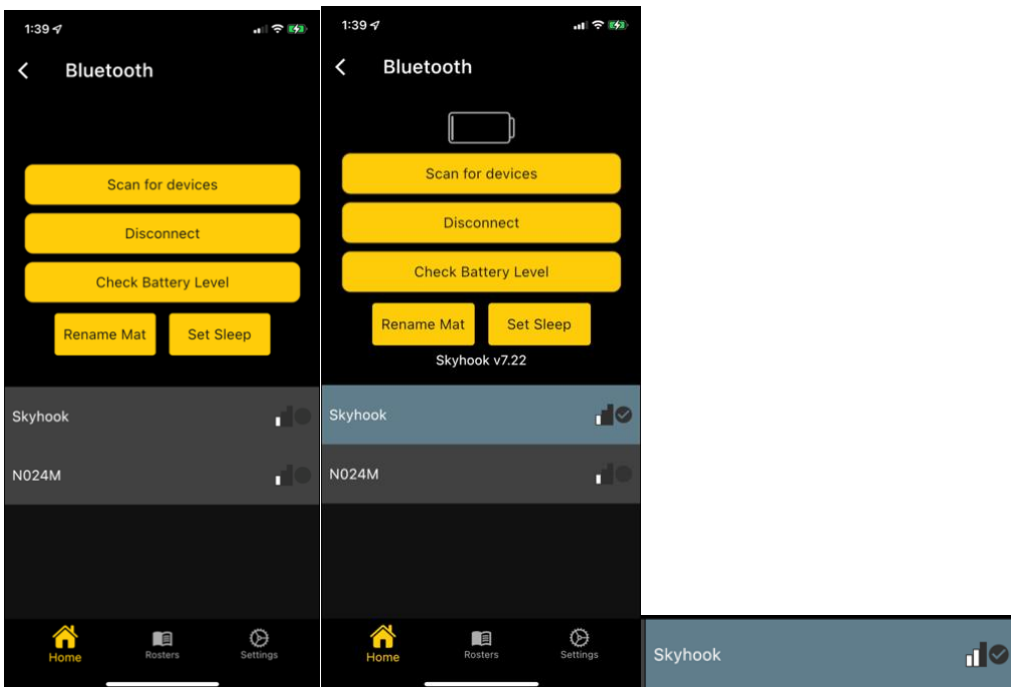 1:39
Bluetooth
Scan for devices
Disconnect
Check Battery Level
Rename Mat
Set Sleep
Skyhook
N024M
Home
Rosters
Settings
1:39
Bluetooth
Scan for devices
Disconnect
Check Battery Level
Rename Mat
Set Sleep
Skyhook v7.22
Skyhook
N024M
Home
Rosters
Settings
Skyhook